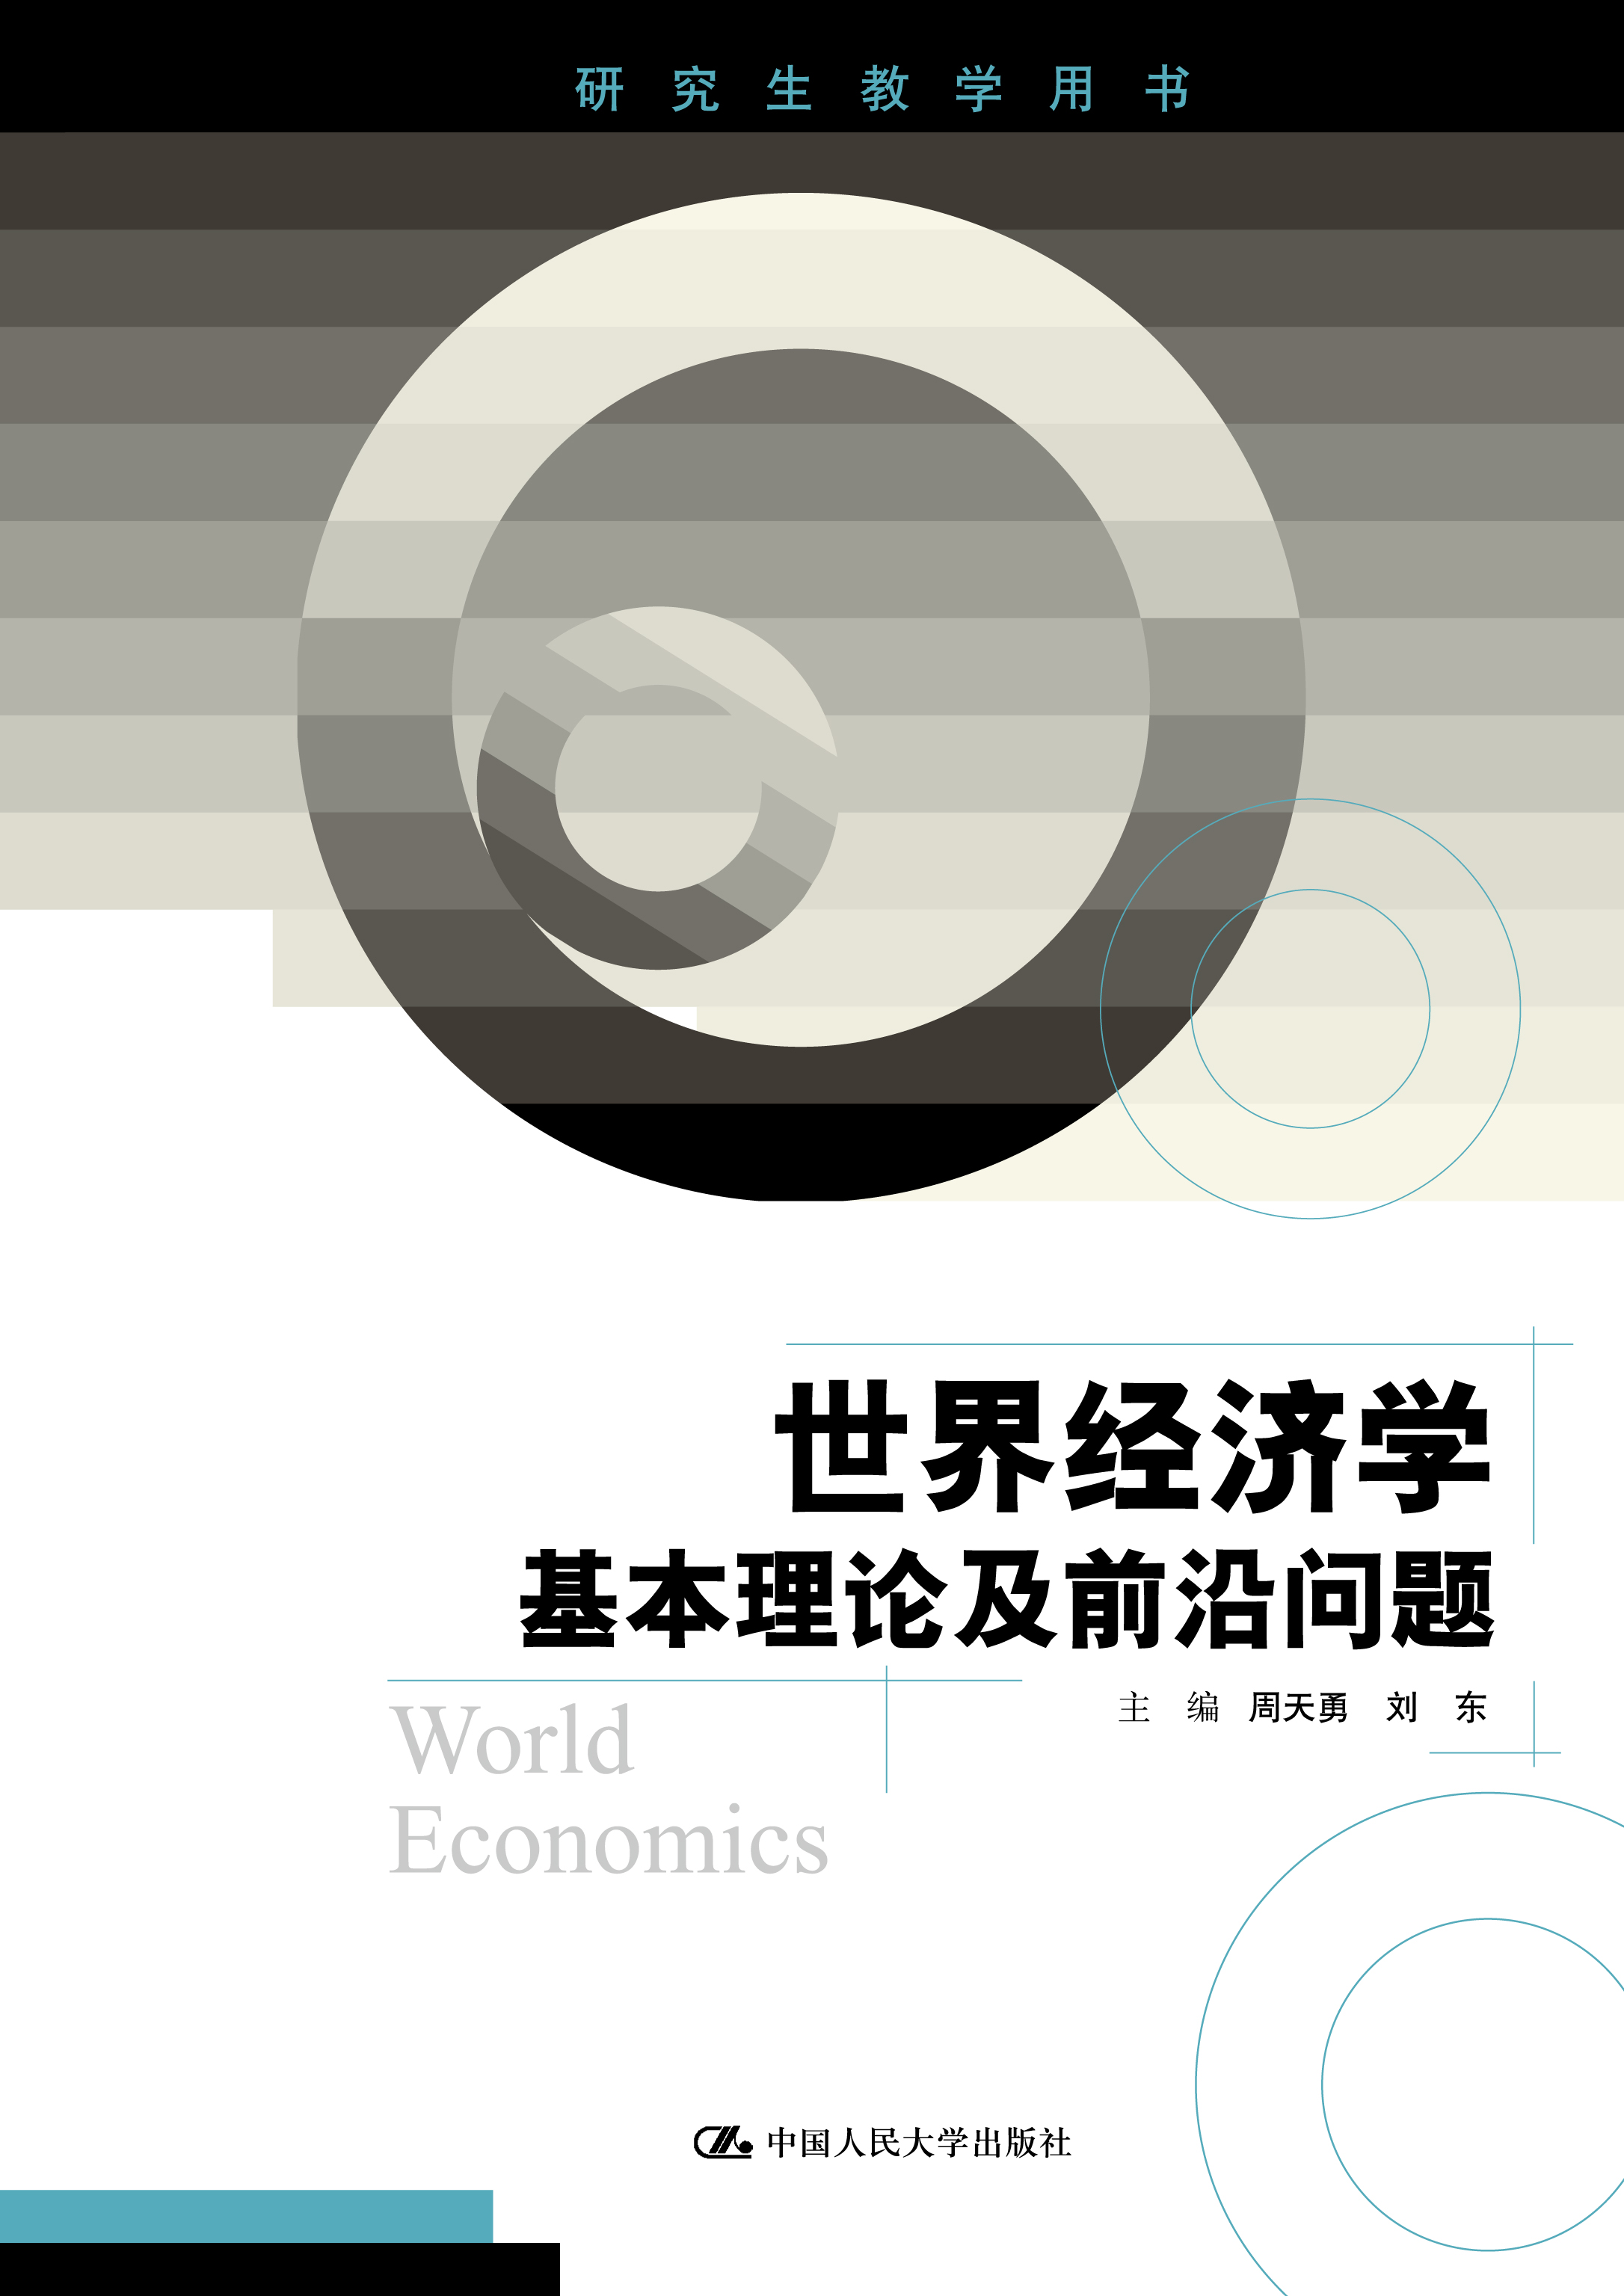 研究生教学用书
世界经济学
基本理论及前沿问题
主 编 周天勇 刘 东
World
Economics
中国人民大学出版社